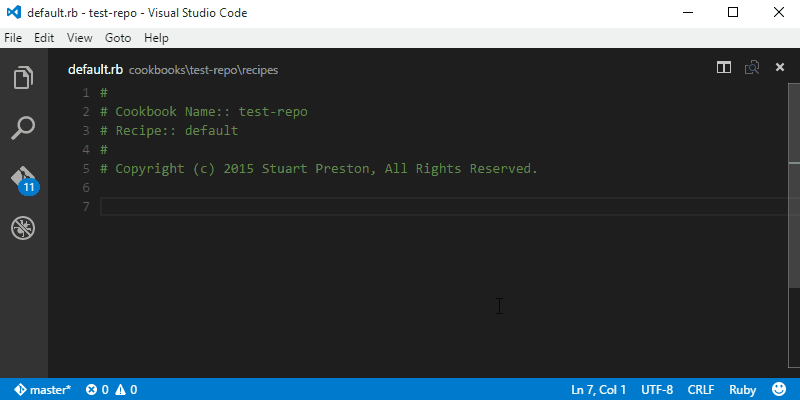 default.rb - test-repo - Visual Studio Code
File Edit View Goto Help
default.rb cookbooks\test-repo\recipes
1 #
2 # Cookbook Name:: test-repo
3 # Recipe:: default
4 #
5 # Copyright (c) 2015 Stuart Preston, All Rights Reserved.
6
7
11
master* 0 0 Ln 7, Col 1 UTF-8 CRLF Ruby